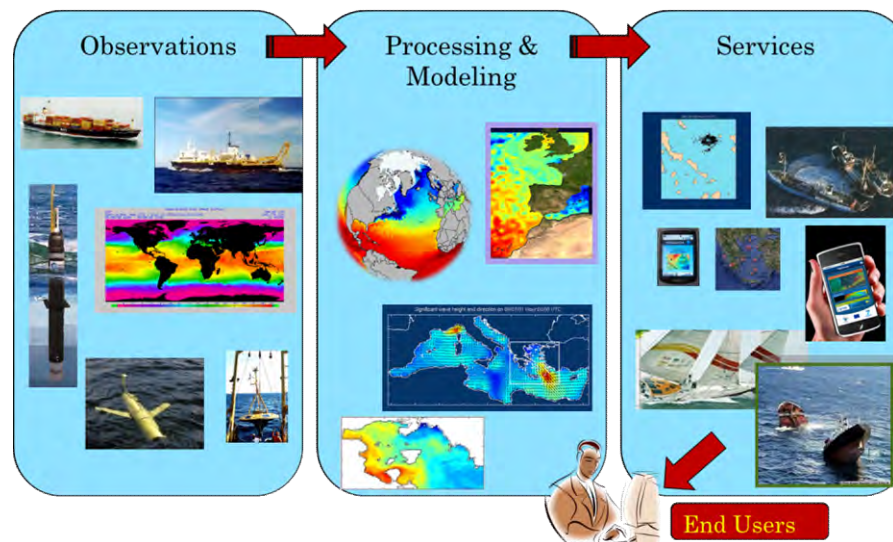 Observations
Processing &
Modeling
Services
End Users